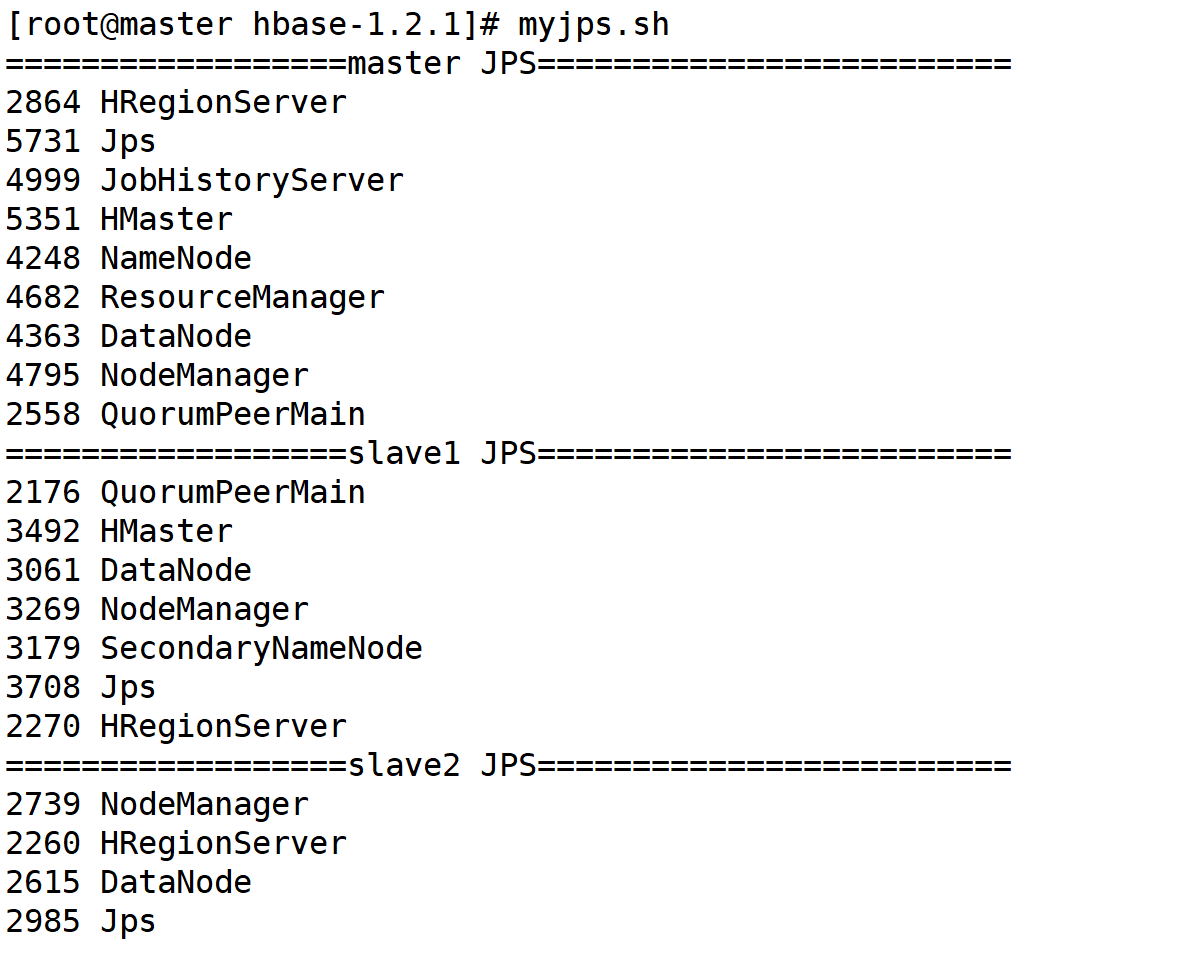 [root@master hbase-1.2.1]# myjps.sh
==================master JPS=========================
2864 HRegionServer
5731 Jps
4999 JobHistoryServer
5351 HMaster
4248 NameNode
4682 ResourceManager
4363 DataNode
4795 NodeManager
2558 QuorumPeerMain
==================slave1 JPS=========================
2176 QuorumPeerMain
3492 HMaster
3061 DataNode
3269 NodeManager
3179 SecondaryNameNode
3708 Jps
2270 HRegionServer
==================slave2 JPS=========================
2739 NodeManager
2260 HRegionServer
2615 DataNode
2985 Jps